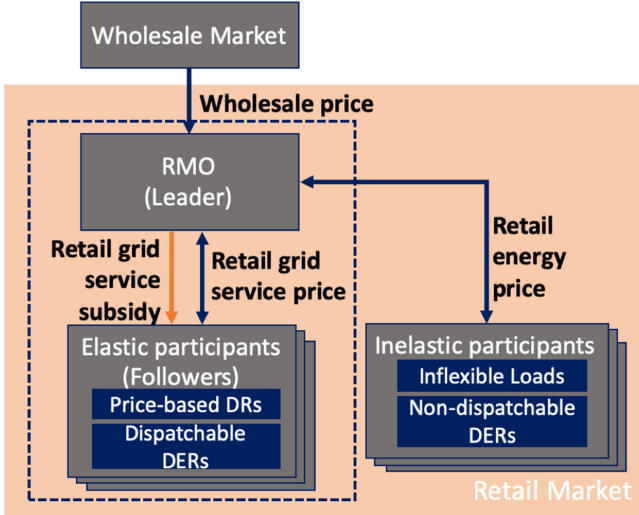 Wholesale Market
Wholesale price
RMO
(Leader)
Retail grid
service
subsidy
Retail grid
service price
Retail
energy
price
Elastic participants
(Followers)
Price-based DRs
Dispatchable
DERs
Inelastic participants
Inflexible Loads
Non-dispatchable
DERs
Retail Market